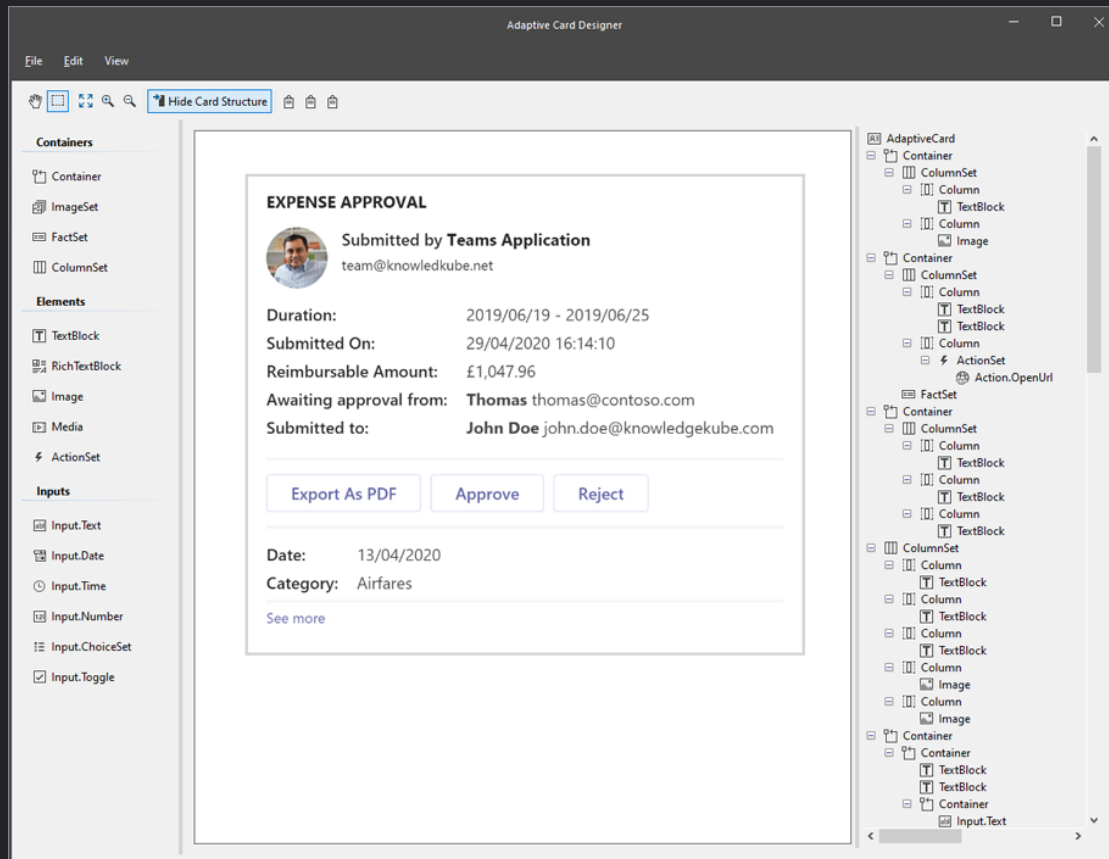 Adaptive Card Designer
File Edit View
Hide Card Structure
Containers
Container
ImageSet
FactSet
ColumnSet
Elements
TextBlock
RichTextBlock
Image
Media
ActionSet
Inputs
Input.Text
Input.Date
Input.Time
Input.Number
Input.ChoiceSet
Input.Toggle
EXPENSE APPROVAL
Submitted by Teams Application
team@knowledkube.net
Duration: 2019/06/19 - 2019/06/25
Submitted On: 29/04/2020 16:14:10
Reimbursable Amount: £1,047.96
Awaiting approval from: Thomas thomas@contoso.com
Submitted to: John Doe john.doe@knowledgekube.com
Export As PDF Approve Reject
Date: 13/04/2020
Category: Airfares
See more
AdaptiveCard
Container
ColumnSet
Column
TextBlock
Column
Image
Container
ColumnSet
Column
TextBlock
TextBlock
Column
ActionSet
Action.OpenUrl
FactSet
Container
ColumnSet
Column
TextBlock
Column
TextBlock
Column
TextBlock
ColumnSet
Column
TextBlock
Column
TextBlock
Column
TextBlock
Column
Image
Column
Image
Container
Container
TextBlock
TextBlock
Container
Input.Text